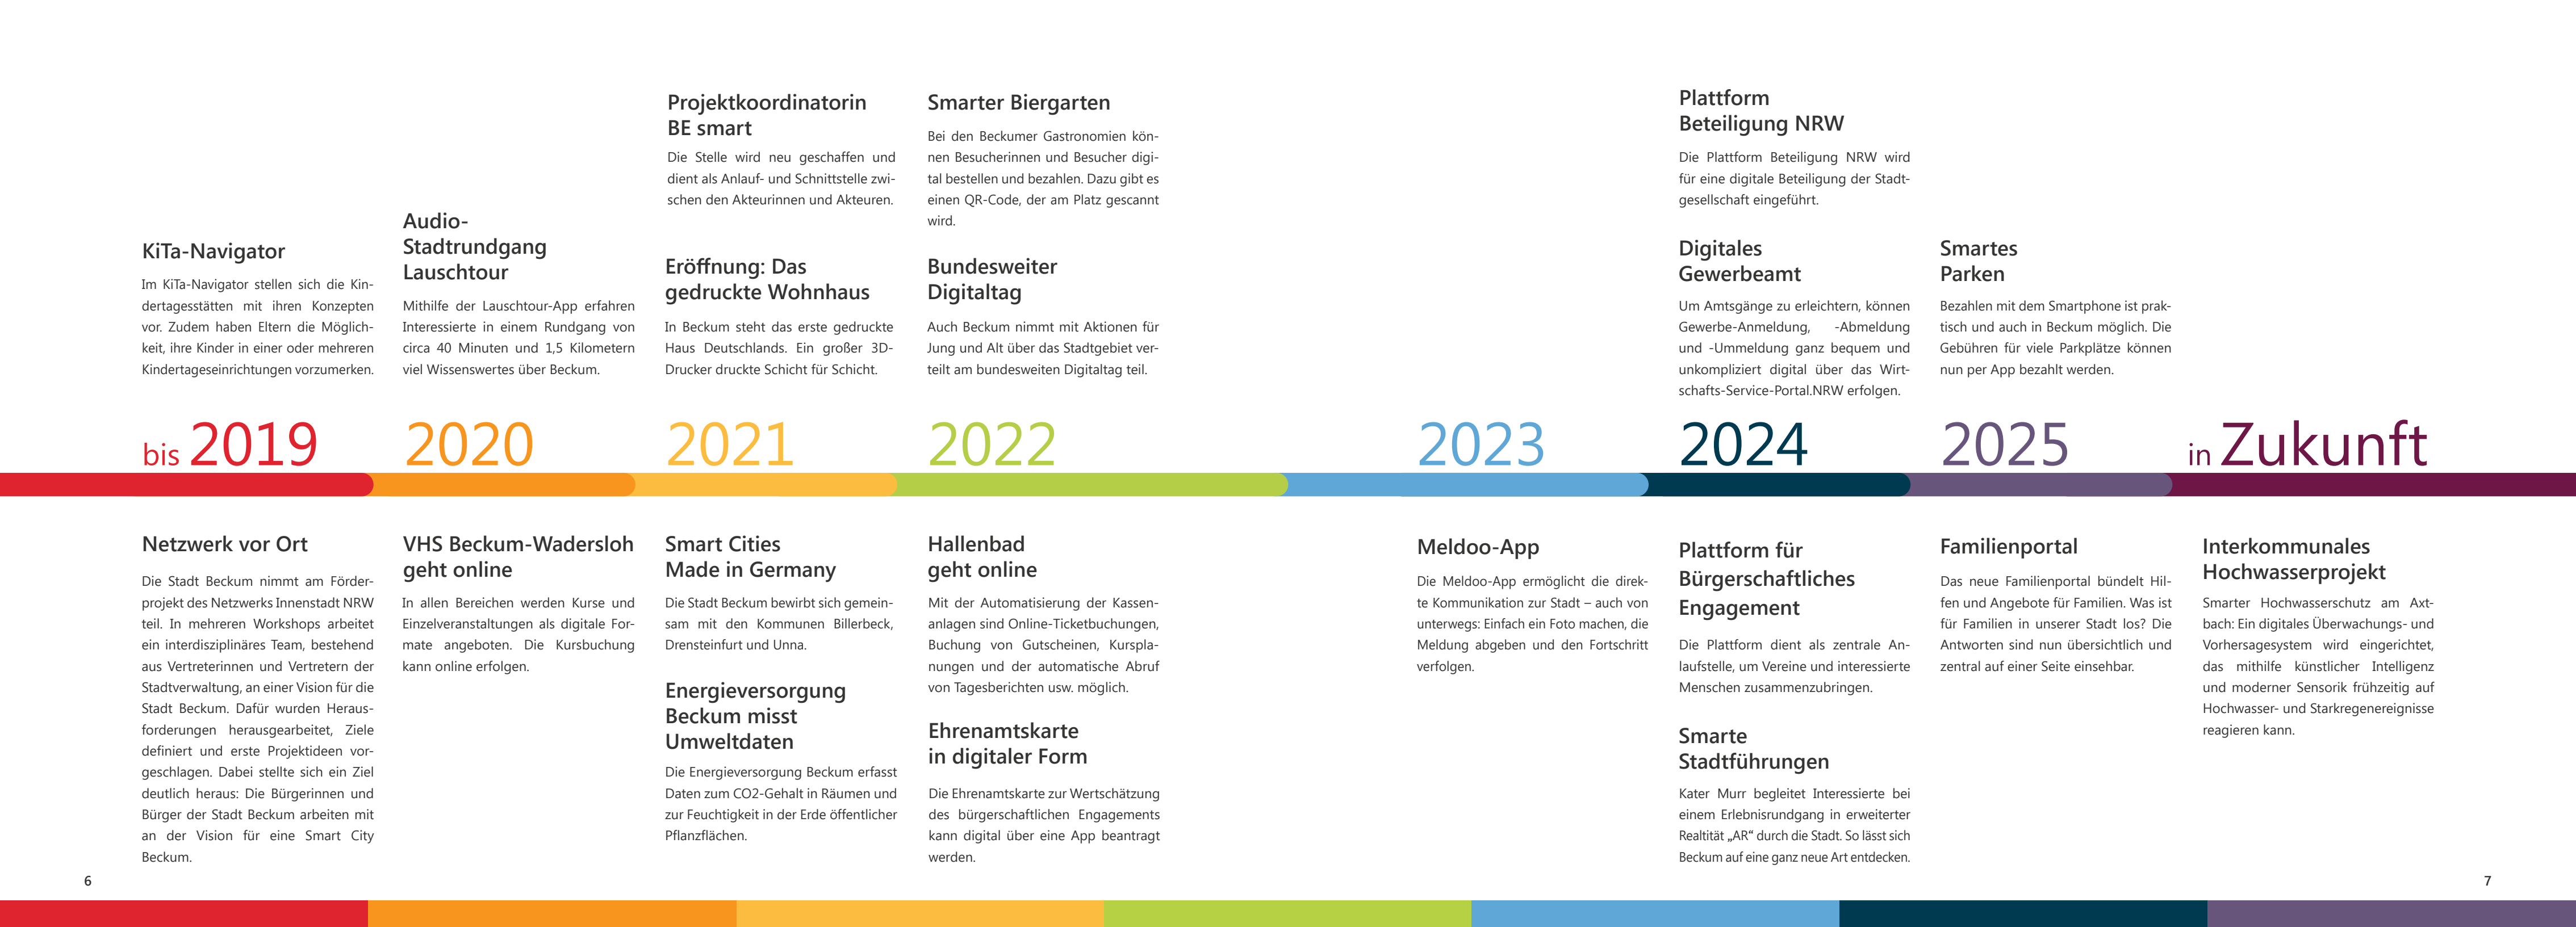 KiTa-Navigator
Im KiTa-Navigator stellen sich die Kin-
dertagesstätten mit ihren Konzepten
vor. Zudem haben Eltern die Möglich-
keit, ihre Kinder in einer oder mehreren
Kindertageseinrichtungen vorzumerken.
bis 2019
Netzwerk vor Ort
Die Stadt Beckum nimmt am Förder-
projekt des Netzwerks Innenstadt NRW
teil. In mehreren Workshops arbeitet
ein interdisziplinäres Team, bestehend
aus Vertreterinnen und Vertretern der
Stadtverwaltung, an einer Vision für die
Stadt Beckum. Dafür wurden Heraus-
forderungen herausgearbeitet, Ziele
definiert und erste Projektideen vor-
geschlagen. Dabei stellte sich ein Ziel
deutlich heraus: Die Bürgerinnen und
Bürger der Stadt Beckum arbeiten mit
an der Vision für eine Smart City
Beckum.
Audio-
Stadtrundgang
Lauschtour
Mithilfe der Lauschtour-App erfahren
Interessierte in einem Rundgang von
circa 40 Minuten und 1,5 Kilometern
viel Wissenswertes über Beckum.
2020
VHS Beckum-Wadersloh
geht online
In allen Bereichen werden Kurse und
Einzelveranstaltungen als digitale For-
mate angeboten. Die Kursbuchung
kann online erfolgen.
Projektkoordinatorin
BE smart
Die Stelle wird neu geschaffen und
dient als Anlauf- und Schnittstelle zwi-
schen den Akteurinnen und Akteuren.
Eröffnung: Das
gedruckte Wohnhaus
In Beckum steht das erste gedruckte
Haus Deutschlands. Ein großer 3D-
Drucker druckte Schicht für Schicht.
2021
Smart Cities
Made in Germany
Die Stadt Beckum bewirbt sich gemein-
sam mit den Kommunen Billerbeck,
Drensteinfurt und Unna.
Energieversorgung
Beckum misst
Umweltdaten
Die Energieversorgung Beckum erfasst
Daten zum CO2-Gehalt in Räumen und
zur Feuchtigkeit in der Erde öffentlicher
Pflanzflächen.
Smarter Biergarten
Bei den Beckumer Gastronomien kön-
nen Besucherinnen und Besucher digi-
tal bestellen und bezahlen. Dazu gibt es
einen QR-Code, der am Platz gescannt
wird.
Bundesweiter
Digitaltag
Auch Beckum nimmt mit Aktionen für
Jung und Alt über das Stadtgebiet ver-
teilt am bundesweiten Digitaltag teil.
2022
Hallenbad
geht online
Mit der Automatisierung der Kassen-
anlagen sind Online-Ticketbuchungen,
Buchung von Gutscheinen, Kurspla-
nungen und der automatische Abruf
von Tagesberichten usw. möglich.
Ehrenamtskarte
in digitaler Form
Die Ehrenamtskarte zur Wertschätzung
des bürgerschaftlichen Engagements
kann digital über eine App beantragt
werden.
2023
Meldoo-App
Die Meldoo-App ermöglicht die direk-
te Kommunikation zur Stadt – auch von
unterwegs: Einfach ein Foto machen, die
Meldung abgeben und den Fortschritt
verfolgen.
Plattform
Beteiligung NRW
Die Plattform Beteiligung NRW wird
für eine digitale Beteiligung der Stadt-
gesellschaft eingeführt.
Digitales
Gewerbeamt
Um Amtsgänge zu erleichtern, können
Gewerbe-Anmeldung, -Abmeldung
und -Ummeldung ganz bequem und
unkompliziert digital über das Wirt-
schafts-Service-Portal.NRW erfolgen.
2024
Plattform für
Bürgerschaftliches
Engagement
Die Plattform dient als zentrale An-
laufstelle, um Vereine und interessierte
Menschen zusammenzubringen.
Smarte
Stadtführungen
Kater Murr begleitet Interessierte bei
einem Erlebnisrundgang in erweiterter
Realtität „AR“ durch die Stadt. So lässt sich
Beckum auf eine ganz neue Art entdecken.
Smartes
Parken
Bezahlen mit dem Smartphone ist prak-
tisch und auch in Beckum möglich. Die
Gebühren für viele Parkplätze können
nun per App bezahlt werden.
2025
Familienportal
Das neue Familienportal bündelt Hil-
fen und Angebote für Familien. Was ist
für Familien in unserer Stadt los? Die
Antworten sind nun übersichtlich und
zentral auf einer Seite einsehbar.
in Zukunft
Interkommunales
Hochwasserprojekt
Smarter Hochwasserschutz am Axt-
bach: Ein digitales Überwachungs- und
Vorhersagesystem wird eingerichtet,
das mithilfe künstlicher Intelligenz
und moderner Sensorik frühzeitig auf
Hochwasser- und Starkregenereignisse
reagieren kann.
6
7